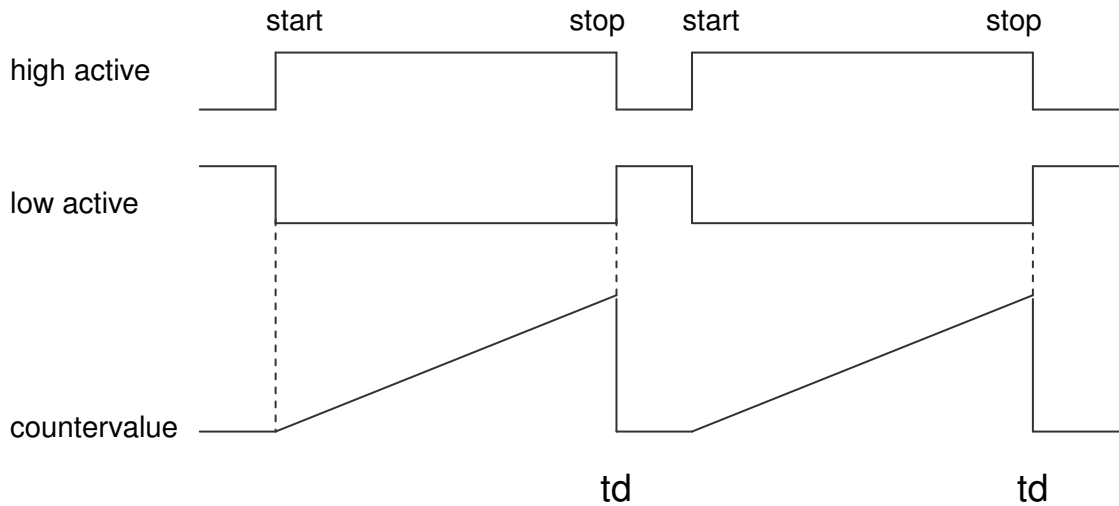 start stop start stop
high active
low active
countervalue
td td